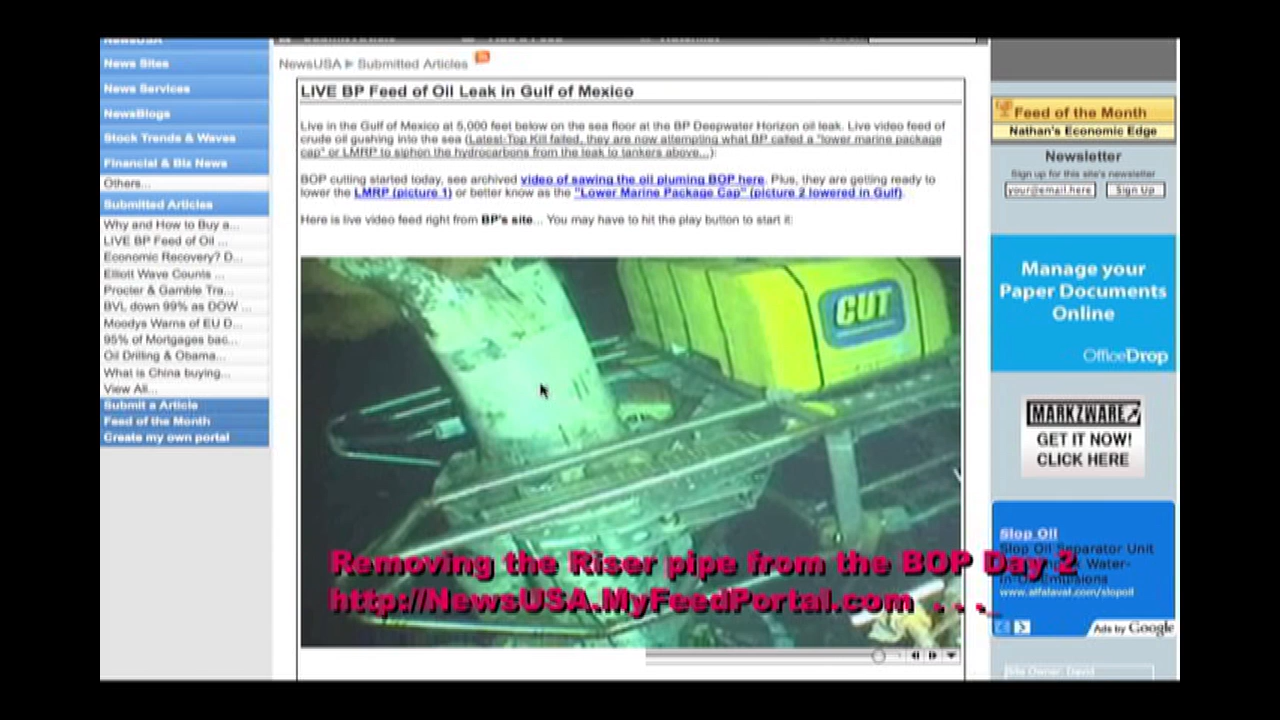 NewsUSA
News Sites
News Services
NewsBlogs
Stock Trends & Waves
Financial & Biz News
Others...
Submitted Articles
Why and How to Buy a...
LIVE BP Feed of Oil ...
Economic Recovery? D...
Elliott Wave Counts ...
Procter & Gamble Tra...
BVL down 99% as DOW ...
Moodys Warns of EU D...
95% of Mortgages bac...
Oil Drilling & Obama...
What is China buying...
View All...
Submit a Article
Feed of the Month
Create my own portal
NewsUSA Submitted Articles
LIVE BP Feed of Oil Leak in Gulf of Mexico
Live in the Gulf of Mexico at 5,000 feet below on the sea floor at the BP Deepwater Horizon oil leak. Live video feed of
crude oil gushing into the sea (Latest-Top Kill failed, they are now attempting what BP called a "lower marine package
cap" or LMRP to siphon the hydrocarbons from the leak to tankers above...):
BOP cutting started today, see archived video of sawing the oil pluming BOP here. Plus, they are getting ready to
lower the LMRP (picture 1) or better know as the "Lower Marine Package Cap" (picture 2 lowered in Gulf).
Here is live video feed right from BP's site... You may have to hit the play button to start it:
CUT
Removing the Riser pipe from the BOP Day 2
http://NewsUSA.MyFeedPortal.com . . ._
Feed of the Month
Nathan's Economic Edge
Newsletter
Sign up for this site's newsletter
your@email.here Sign Up
Manage your
Paper Documents
Online
OfficeDrop
MARKZWARE
GET IT NOW!
CLICK HERE
Slop Oil
Slop Oil Separator Unit
Water-
In-Oil Emulsions
www.alfalaval.com/slopoil
Ads by Google
Site Owner: David